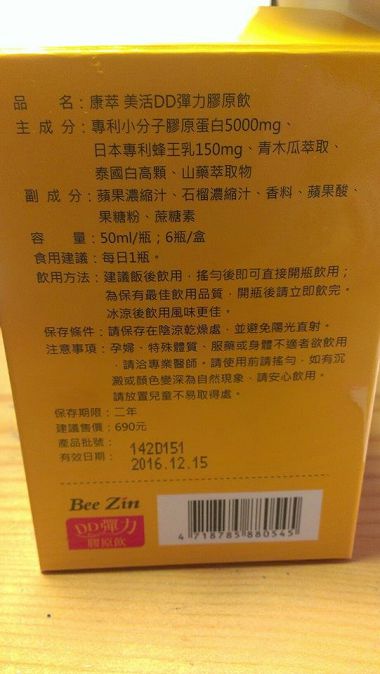 品名：康萃 美活DD彈力膠原飲
主成分：專利小分子膠原蛋白5000mg、
日本專利蜂王乳150mg、青木瓜萃取、
泰國白高顆、山藥萃取物
副成分：蘋果濃縮汁、石榴濃縮汁、香料、蘋果酸、
果糖粉、蔗糖素
容量：50ml/瓶；6瓶/盒
食用建議：每日1瓶。
飲用方法：建議飯後飲用，搖勻後即可直接開瓶飲用；
為保有最佳飲用品質，開瓶後請立即飲完。
冰涼後飲用風味更佳。
保存條件：請保存在陰涼乾燥處，並避免陽光直射。
注意事項：孕婦、特殊體質、服藥或身體不適者欲飲用
，請洽專業醫師。請使用前請搖勻，如有沉
澱或顏色變深為自然現象，請安心飲用。
請放置兒童不易取得處。
保存期限：二年
建議售價：690元
產品批號：142D151
有效日期：2016.12.15
Bee Zin
DD彈力
膠原飲
4 718785 880545